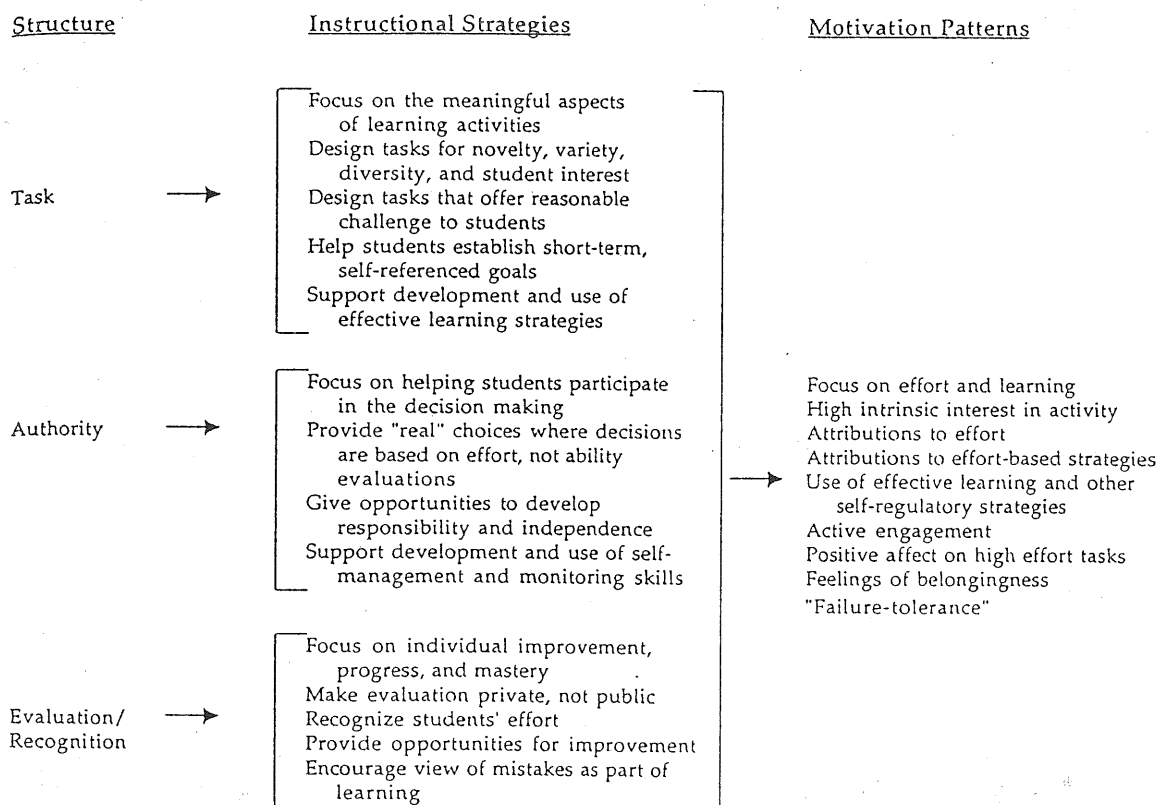 Structure
Instructional Strategies
Motivation Patterns
Task
Focus on the meaningful aspects
of learning activities
Design tasks for novelty, variety,
diversity, and student interest
Design tasks that offer reasonable
challenge to students
Help students establish short-term,
self-referenced goals
Support development and use of
effective learning strategies
Authority
Focus on helping students participate
in the decision making
Provide "real" choices where decisions
are based on effort, not ability
evaluations
Give opportunities to develop
responsibility and independence
Support development and use of self-
management and monitoring skills
Evaluation/
Recognition
Focus on individual improvement,
progress, and mastery
Make evaluation private, not public
Recognize students' effort
Provide opportunities for improvement
Encourage view of mistakes as part of
learning
Focus on effort and learning
High intrinsic interest in activity
Attributions to effort
Attributions to effort-based strategies
Use of effective learning and other
self-regulatory strategies
Active engagement
Positive affect on high effort tasks
Feelings of belongingness
"Failure-tolerance"